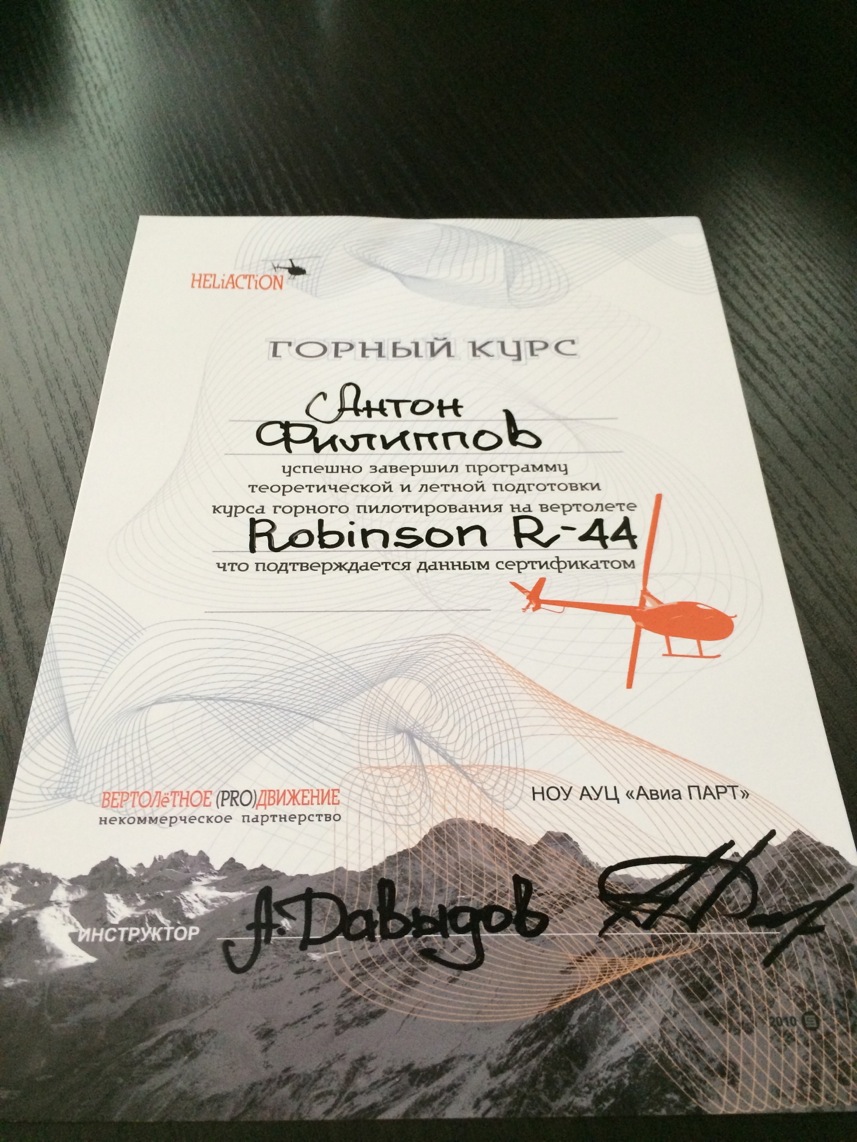 HELiACTiON
ГОРНЫЙ КУРС
Антон
Филиппов
успешно завершил программу
теоретической и летной подготовки
курса горного пилотирования на вертолете
Robinson R-44
что подтверждается данным сертификатом
ВЕРТОЛёТНОЕ (PRO)ДВИЖЕНИЕ
некоммерческое партнерство
НОУ АУЦ «Авиа ПАРТ»
ИНСТРУКТОР А.Давыдов
2010